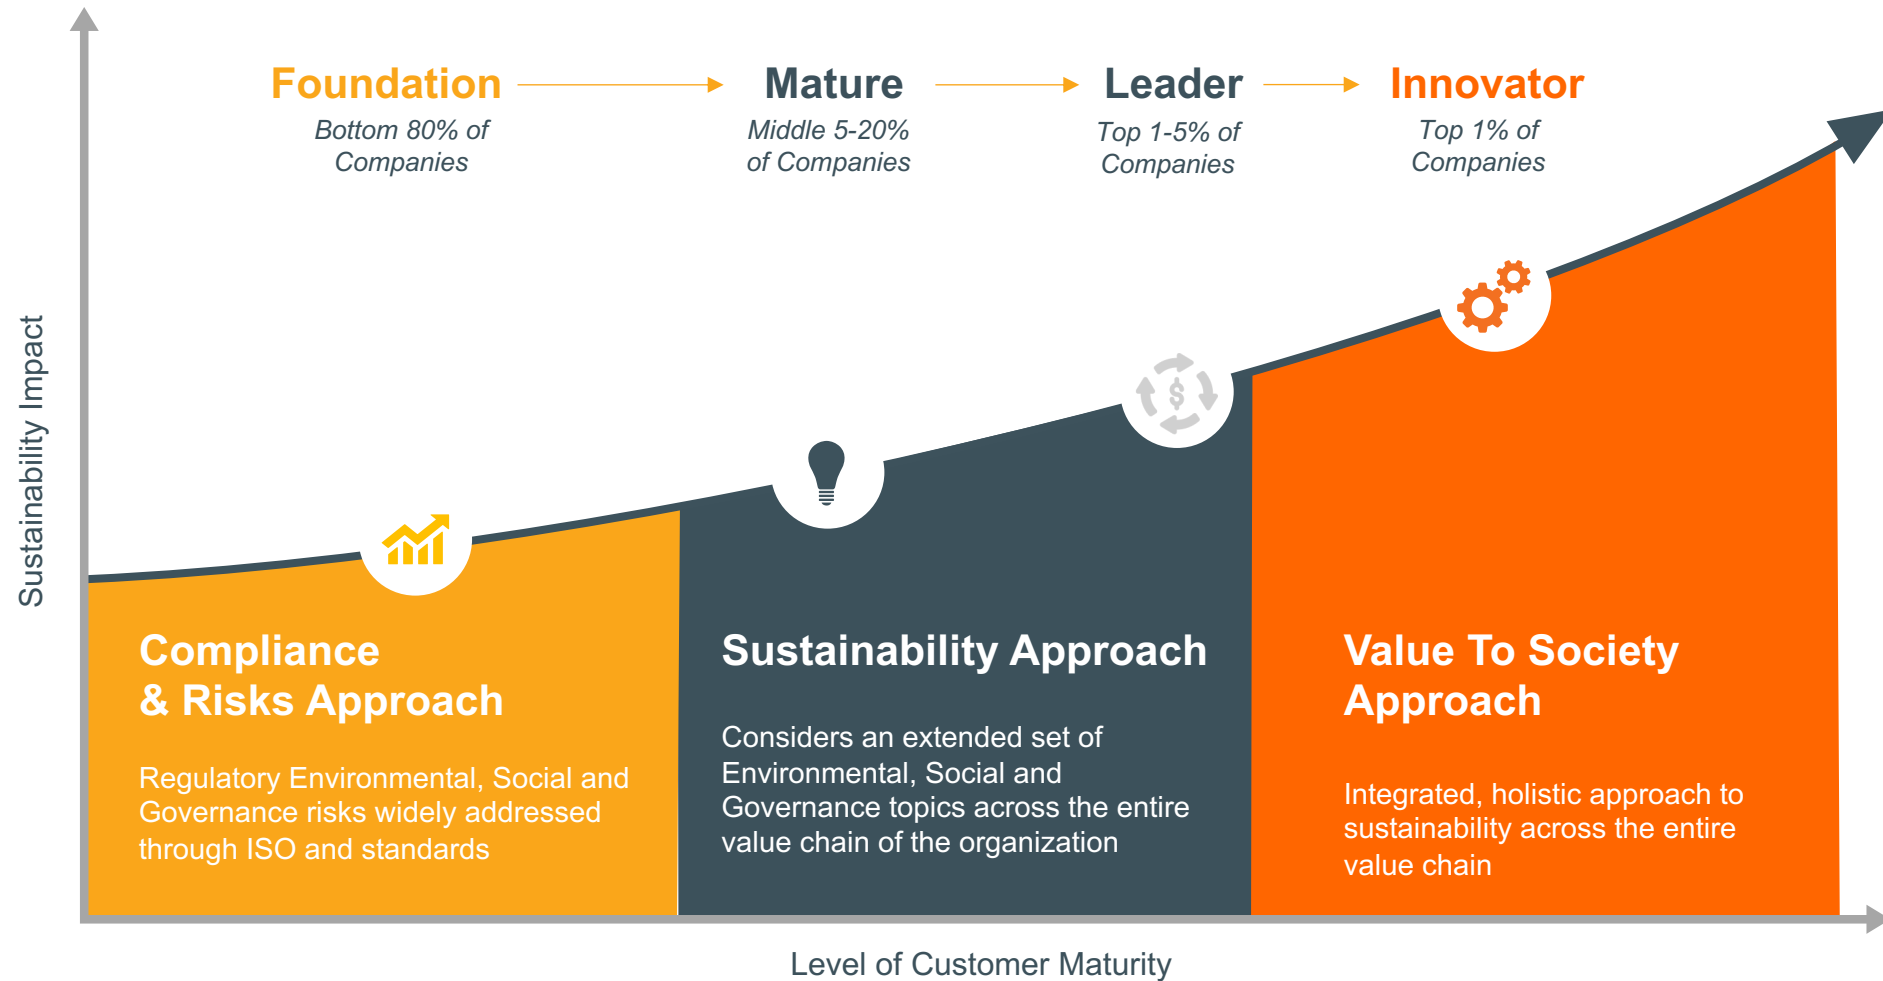 Foundation
Bottom 80% of
Companies
Mature
Middle 5-20%
of Companies
Leader
Top 1-5% of
Companies
Innovator
Top 1% of
Companies
Sustainability Impact
$
Compliance
& Risks Approach
Regulatory Environmental, Social and
Governance risks widely addressed
through ISO and standards
Sustainability Approach
Considers an extended set of
Environmental, Social and
Governance topics across the entire
value chain of the organization
Value To Society
Approach
Integrated, holistic approach to
sustainability across the entire
value chain
Level of Customer Maturity